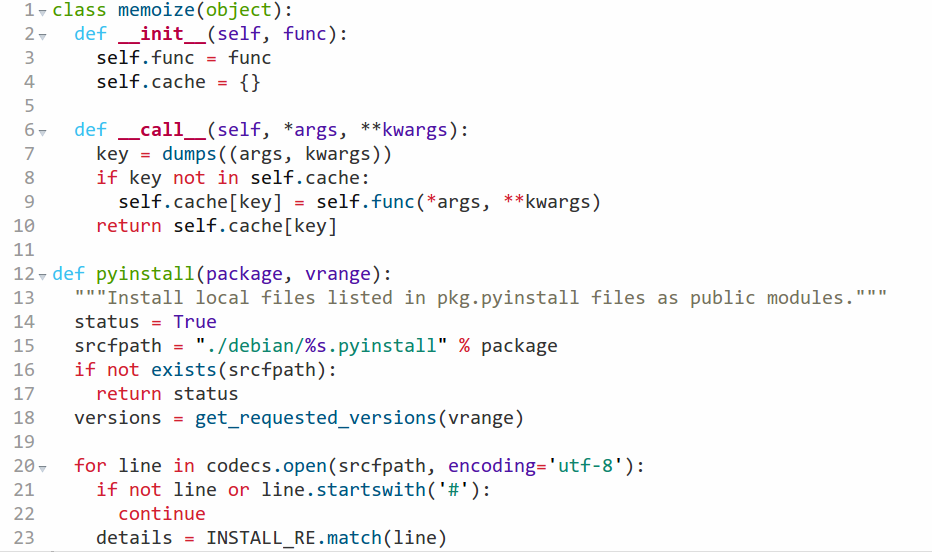 1 class memoize(object):
2   def __init__(self, func):
3     self.func = func
4     self.cache = {}
5
6   def __call__(self, *args, **kwargs):
7     key = dumps((args, kwargs))
8     if key not in self.cache:
9       self.cache[key] = self.func(*args, **kwargs)
10     return self.cache[key]
11
12 def pyinstall(package, vrange):
13   """Install local files listed in pkg.pyinstall files as public modules."""
14   status = True
15   srcfpath = "./debian/%s.pyinstall" % package
16   if not exists(srcfpath):
17     return status
18   versions = get_requested_versions(vrange)
19
20   for line in codecs.open(srcfpath, encoding='utf-8'):
21     if not line or line.startswith('#'):
22       continue
23     details = INSTALL_RE.match(line)